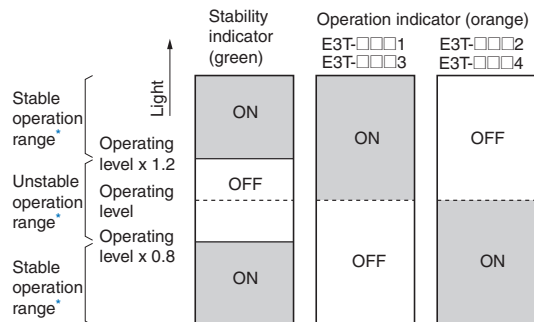 Stability
indicator
(green)
Operation indicator (orange)
E3T-□□□1
E3T-□□□3
E3T-□□□2
E3T-□□□4
Light
Stable
operation
range*
Operating
level x 1.2
Unstable
operation
range*
Operating
level
Operating
level x 0.8
Stable
operation
range*
ON
OFF
ON
ON
OFF
OFF
ON